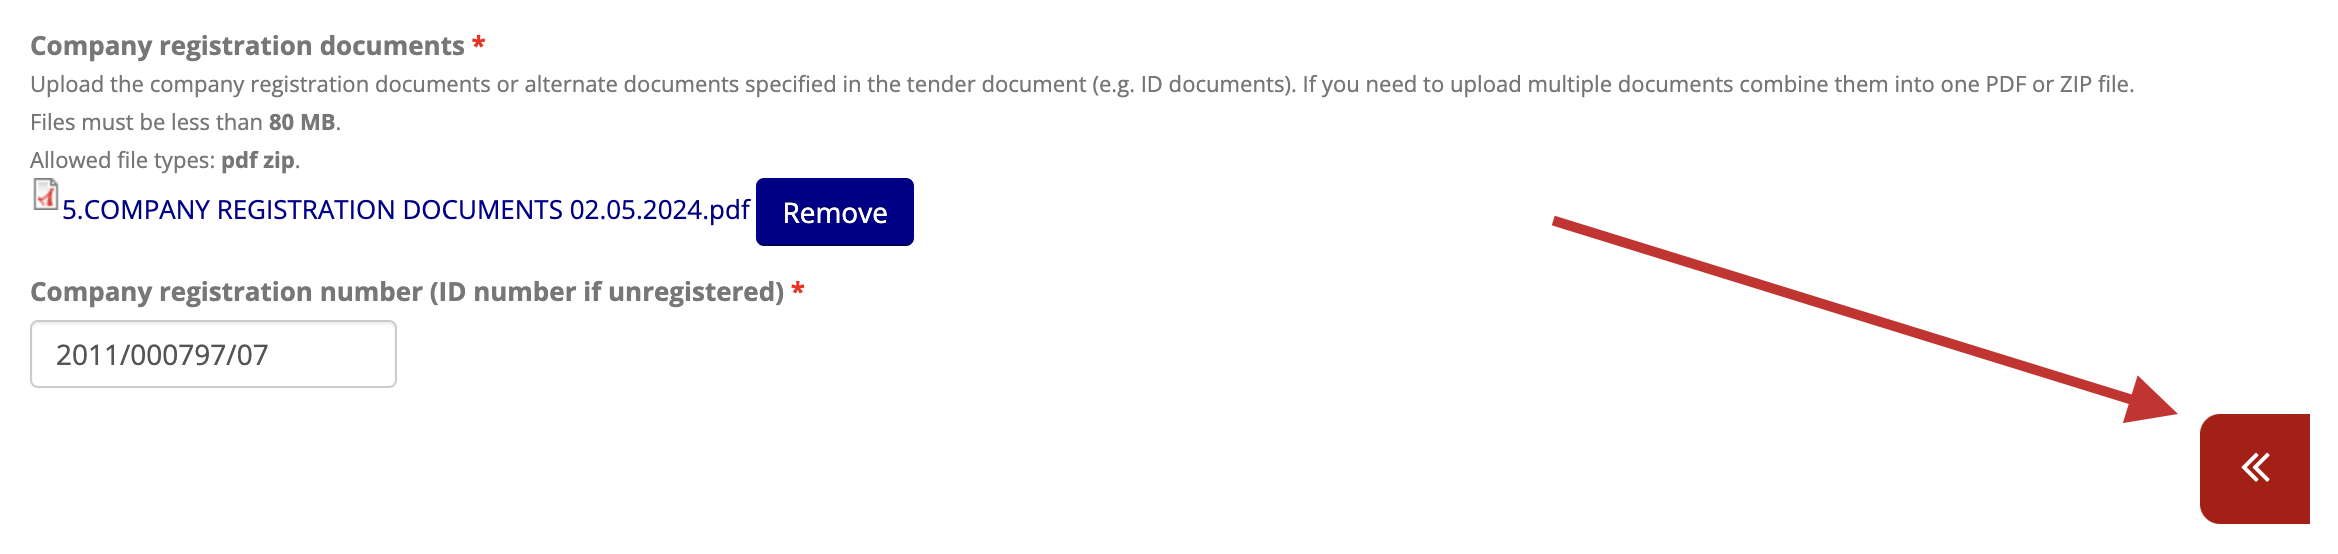 Company registration documents *
Upload the company registration documents or alternate documents specified in the tender document (e.g. ID documents). If you need to upload multiple documents combine them into one PDF or ZIP file.
Files must be less than 80 MB.
Allowed file types: pdf zip.
5.COMPANY REGISTRATION DOCUMENTS 02.05.2024.pdf Remove
Company registration number (ID number if unregistered) *
2011/000797/07
«